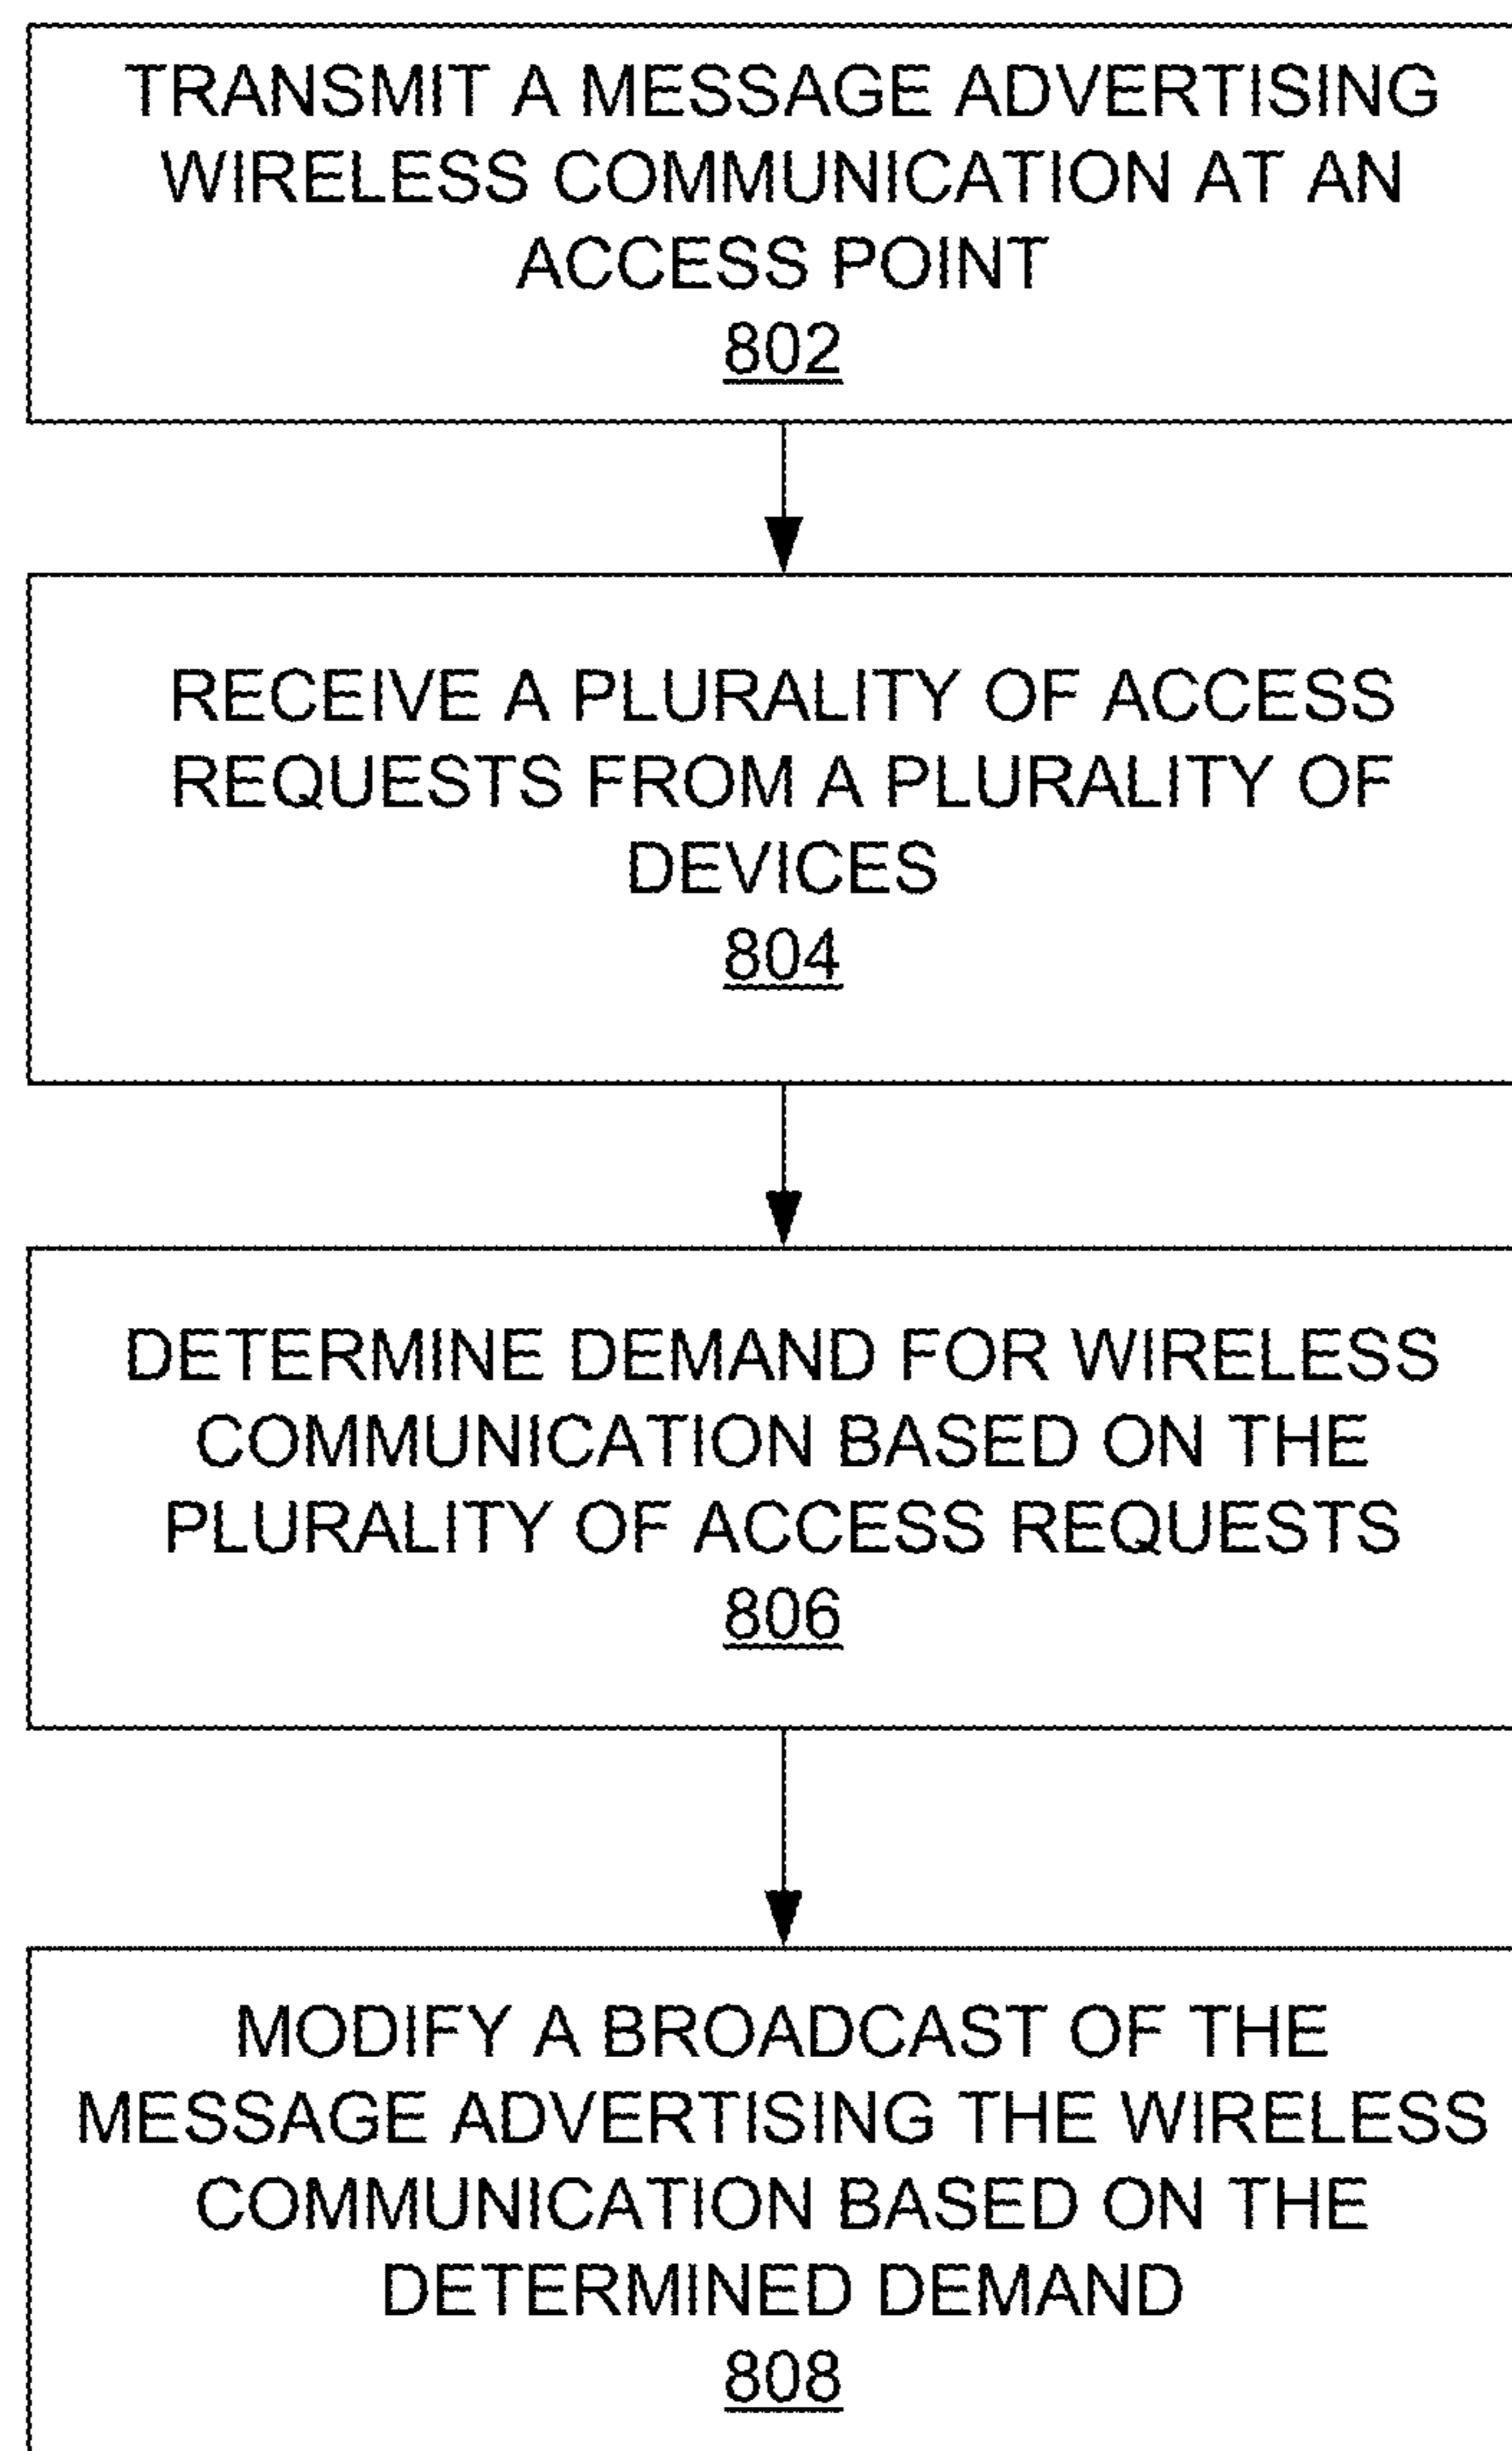 TRANSMIT A MESSAGE ADVERTISING
WIRELESS COMMUNICATION AT AN
ACCESS POINT
802
RECEIVE A PLURALITY OF ACCESS
REQUESTS FROM A PLURALITY OF
DEVICES
804
DETERMINE DEMAND FOR WIRELESS
COMMUNICATION BASED ON THE
PLURALITY OF ACCESS REQUESTS
806
MODIFY A BROADCAST OF THE
MESSAGE ADVERTISING THE WIRELESS
COMMUNICATION BASED ON THE
DETERMINED DEMAND
808